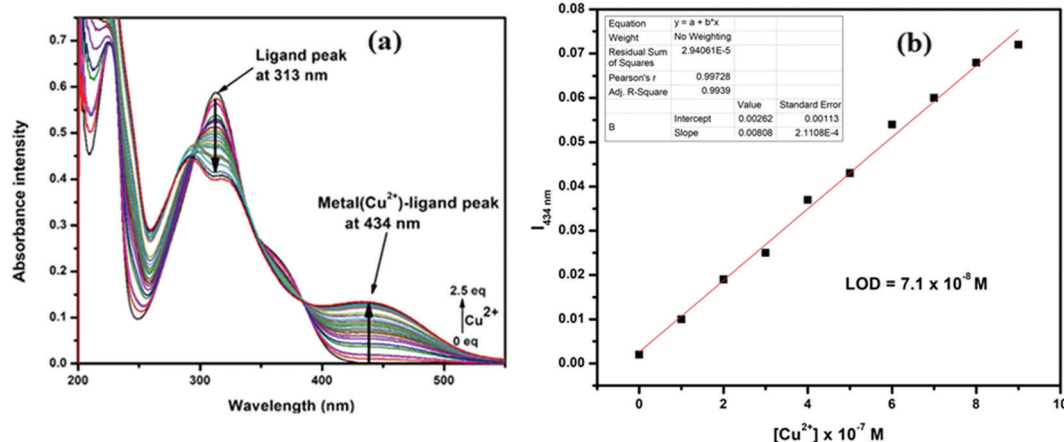 (a)
Ligand peak
at 313 nm
Metal(Cu²⁺)-ligand peak
at 434 nm
2.5 eq
Cu²⁺
0 eq
Absorbance intensity
0.7
0.6
0.5
0.4
0.3
0.2
0.1
0.0
200 300 400 500
Wavelength (nm)
(b)
Equation y = a + b*x
Weight No Weighting
Residual Sum
of Squares 2.94061E-5
Pearson's r 0.99728
Adj. R-Square 0.9939
Value Standard Error
B Intercept 0.00262 0.00113
Slope 0.00808 2.1108E-4
LOD = 7.1 x 10⁻⁸ M
I434 nm
0.08
0.07
0.06
0.05
0.04
0.03
0.02
0.01
0.00
0 2 4 6 8 10
[Cu²⁺] x 10⁻⁷ M